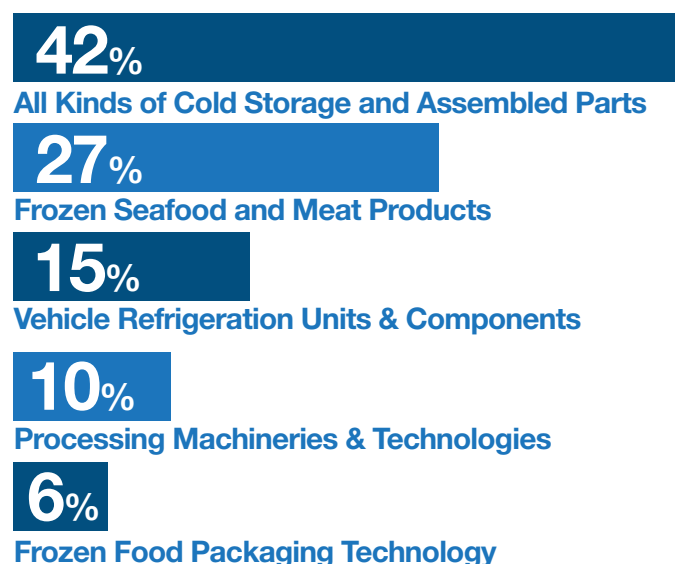 42%
All Kinds of Cold Storage and Assembled Parts
27%
Frozen Seafood and Meat Products
15%
Vehicle Refrigeration Units & Components
10%
Processing Machineries & Technologies
6%
Frozen Food Packaging Technology